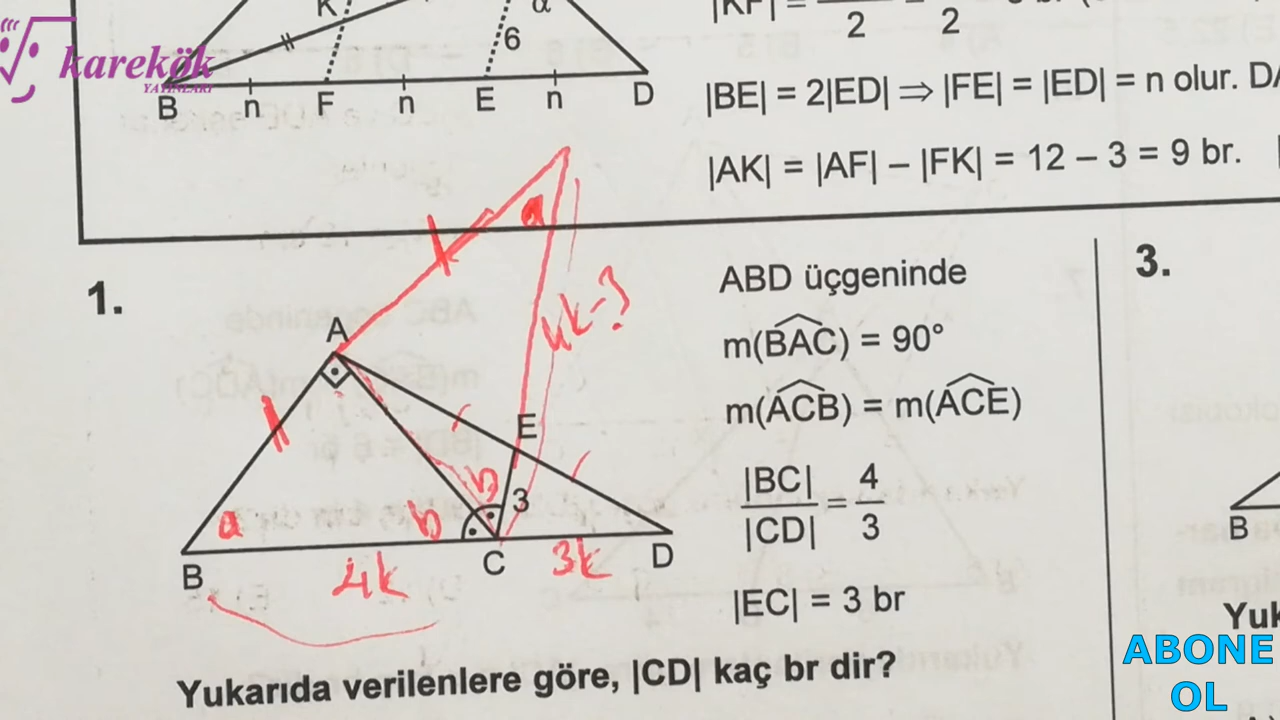 karekök
YAYINLARI
K
α
6
B n F n E n D
2 2
|BE| = 2|ED| ⇒ |FE| = |ED| = n olur.
|AK| = |AF| − |FK| = 12 − 3 = 9 br.
1.
ABD üçgeninde
m(BAC) = 90°
m(ACB) = m(ACE)
|BC| / |CD| = 4 / 3
|EC| = 3 br
a
4k-?
A
E
b
3
a
b
B
C
D
4k
3k
Yukarıda verilenlere göre, |CD| kaç br dir?
3.
B
ABONE
OL